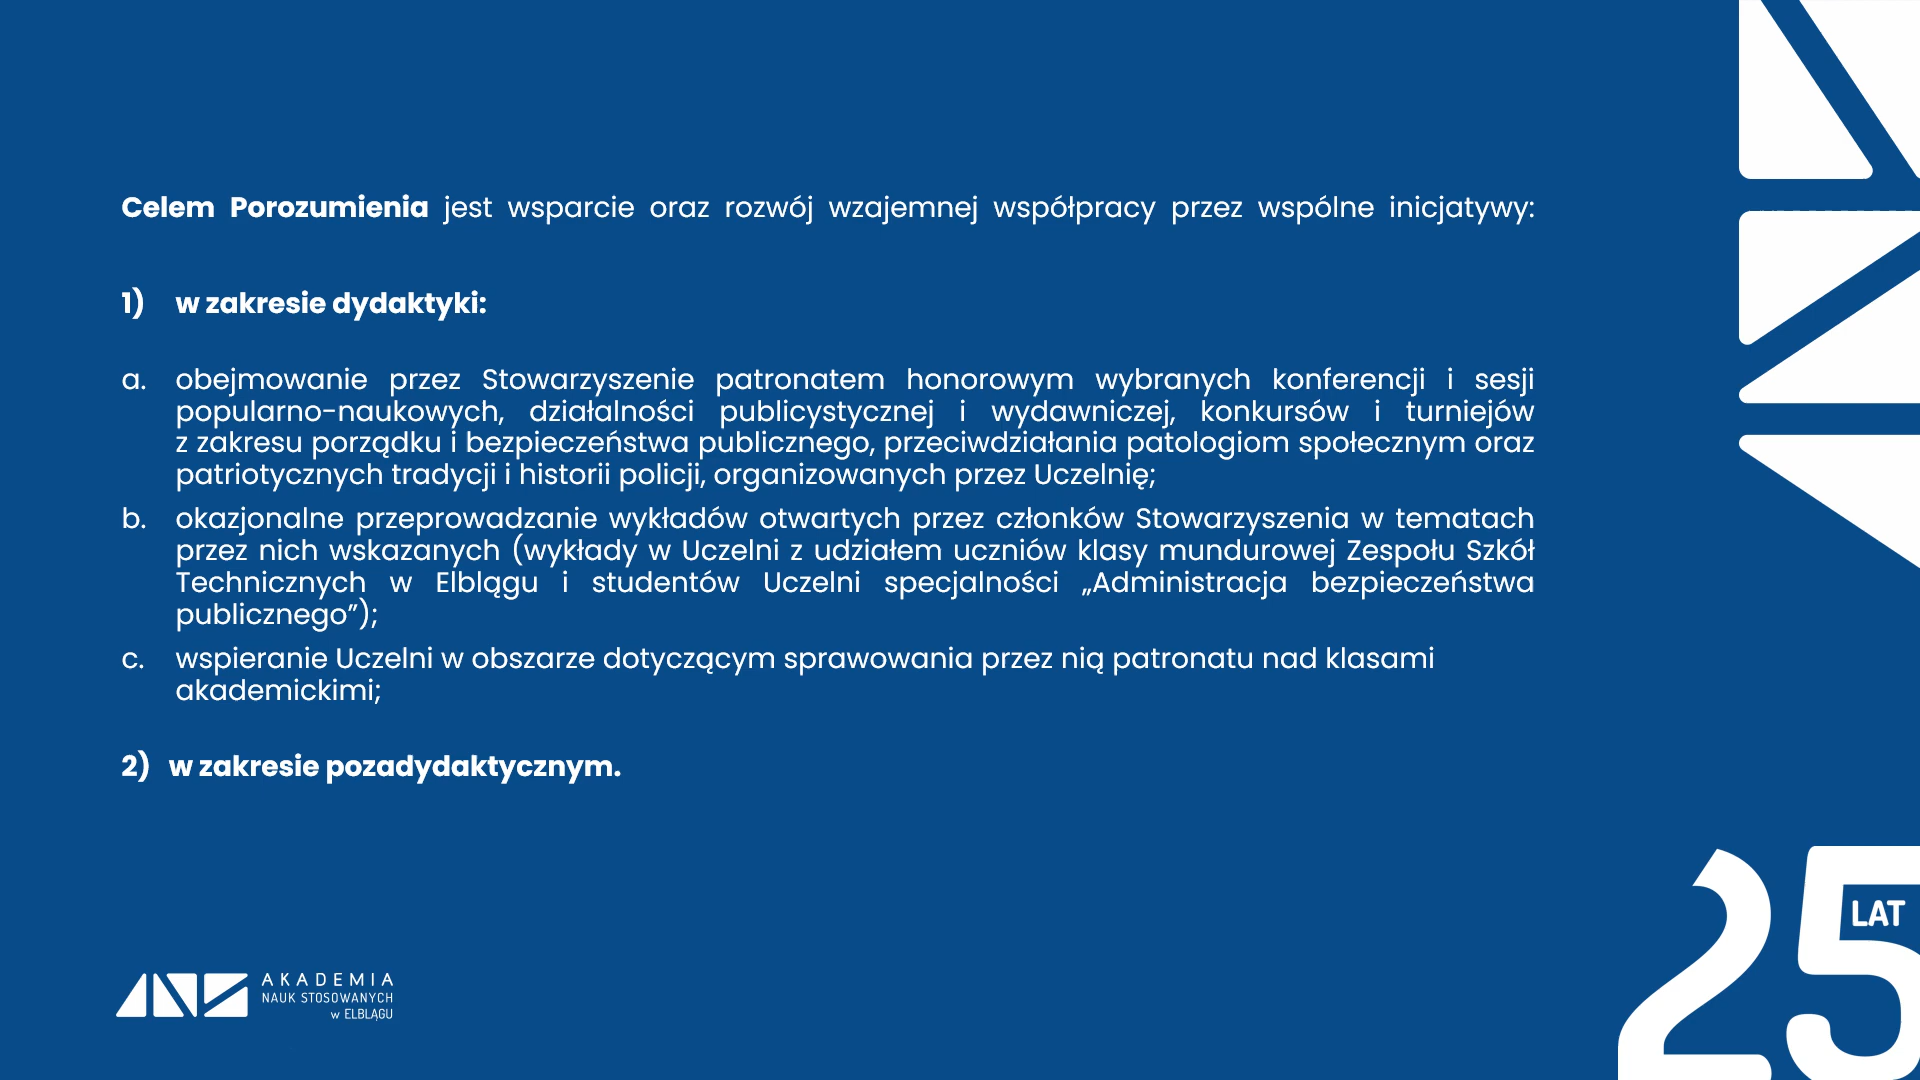 Celem Porozumienia jest wsparcie oraz rozwój wzajemnej współpracy przez wspólne inicjatywy:
1) w zakresie dydaktyki:
a. obejmowanie przez Stowarzyszenie patronatem honorowym wybranych konferencji i sesji
popularno-naukowych, działalności publicystycznej i wydawniczej, konkursów i turniejów
z zakresu porządku i bezpieczeństwa publicznego, przeciwdziałania patologiom społecznym oraz
patriotycznych tradycji i historii policji, organizowanych przez Uczelnię;
b. okazjonalne przeprowadzanie wykładów otwartych przez członków Stowarzyszenia w tematach
przez nich wskazanych (wykłady w Uczelni z udziałem uczniów klasy mundurowej Zespołu Szkół
Technicznych w Elblągu i studentów Uczelni specjalności „Administracja bezpieczeństwa
publicznego”);
c. wspieranie Uczelni w obszarze dotyczącym sprawowania przez nią patronatu nad klasami
akademickimi;
2) w zakresie pozadydaktycznym.
25 LAT
AKADEMIA
NAUK STOSOWANYCH
w ELBLĄGU